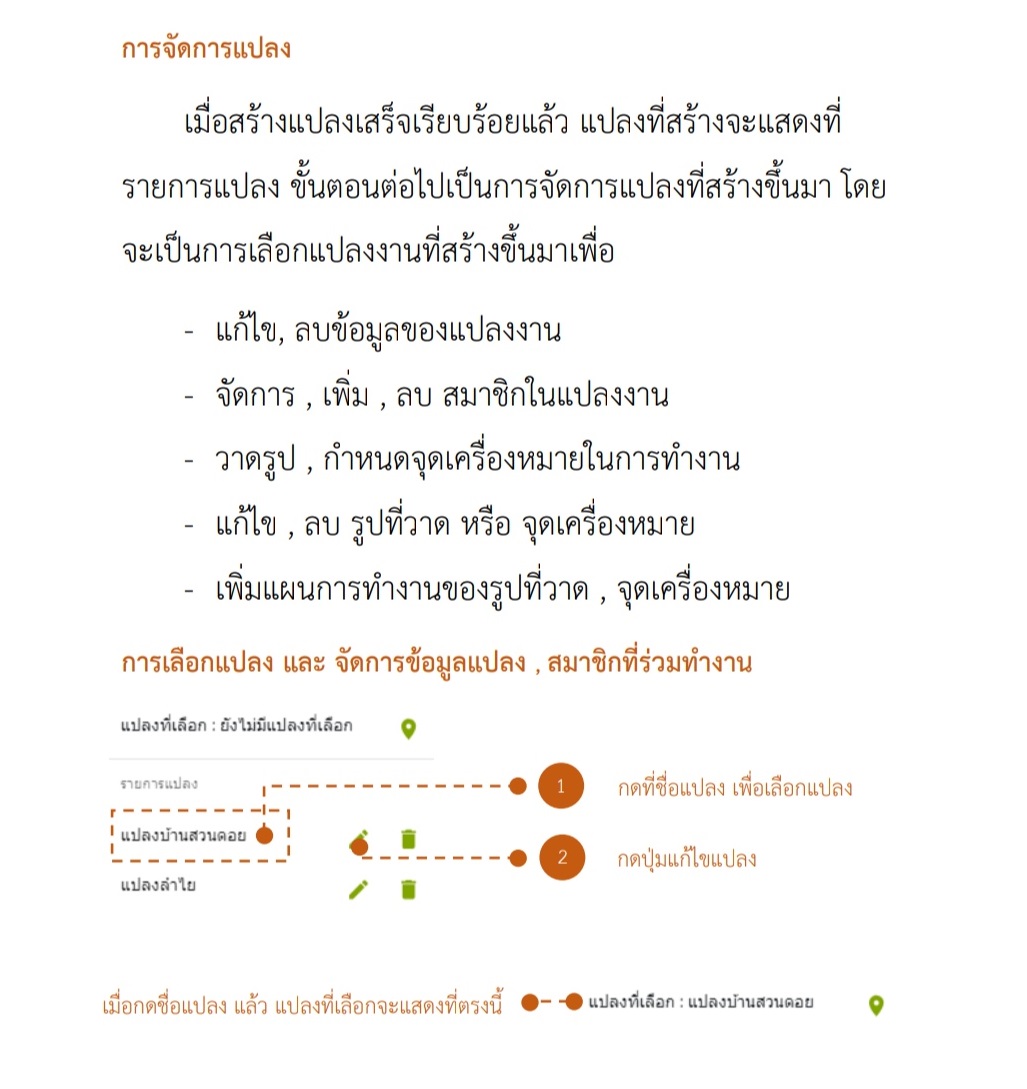 การจัดการแปลง
เมื่อสร้างแปลงเสร็จเรียบร้อยแล้ว แปลงที่สร้างจะแสดงที่
รายการแปลง ขั้นตอนต่อไปเป็นการจัดการแปลงที่สร้างขึ้นมา โดย
จะเป็นการเลือกแปลงงานที่สร้างขึ้นมาเพื่อ
- แก้ไข, ลบข้อมูลของแปลงงาน
- จัดการ , เพิ่ม , ลบ สมาชิกในแปลงงาน
- วาดรูป , กำหนดจุดเครื่องหมายในการทำงาน
- แก้ไข , ลบ รูปที่วาด หรือ จุดเครื่องหมาย
- เพิ่มแผนการทำงานของรูปที่วาด , จุดเครื่องหมาย
การเลือกแปลง และ จัดการข้อมูลแปลง , สมาชิกที่ร่วมทำงาน
แปลงที่เลือก : ยังไม่มีแปลงที่เลือก
รายการแปลง
1 กดที่ชื่อแปลง เพื่อเลือกแปลง
แปลงบ้านสวนดอย
2 กดปุ่มแก้ไขแปลง
แปลงลำไย
เมื่อกดชื่อแปลง แล้ว แปลงที่เลือกจะแสดงที่ตรงนี้
แปลงที่เลือก : แปลงบ้านสวนดอย